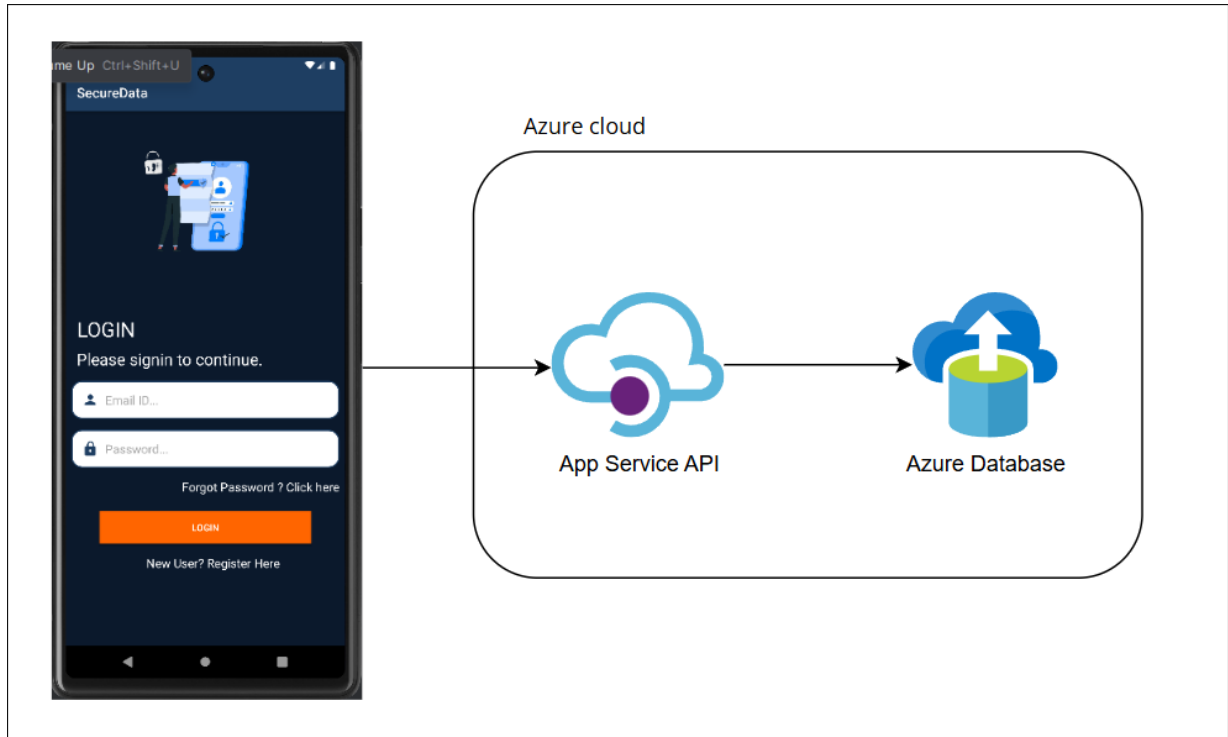 me Up Ctrl+Shift+U
SecureData
LOGIN
Please signin to continue.
Email ID...
Password...
Forgot Password ? Click here
LOGIN
New User? Register Here
Azure cloud
App Service API
Azure Database